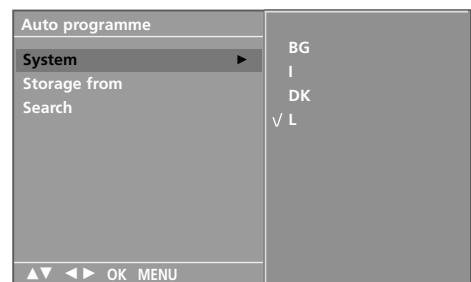 Auto programme
System ►
Storage from
Search
BG
I
DK
√ L
▲▼ ◄► OK MENU